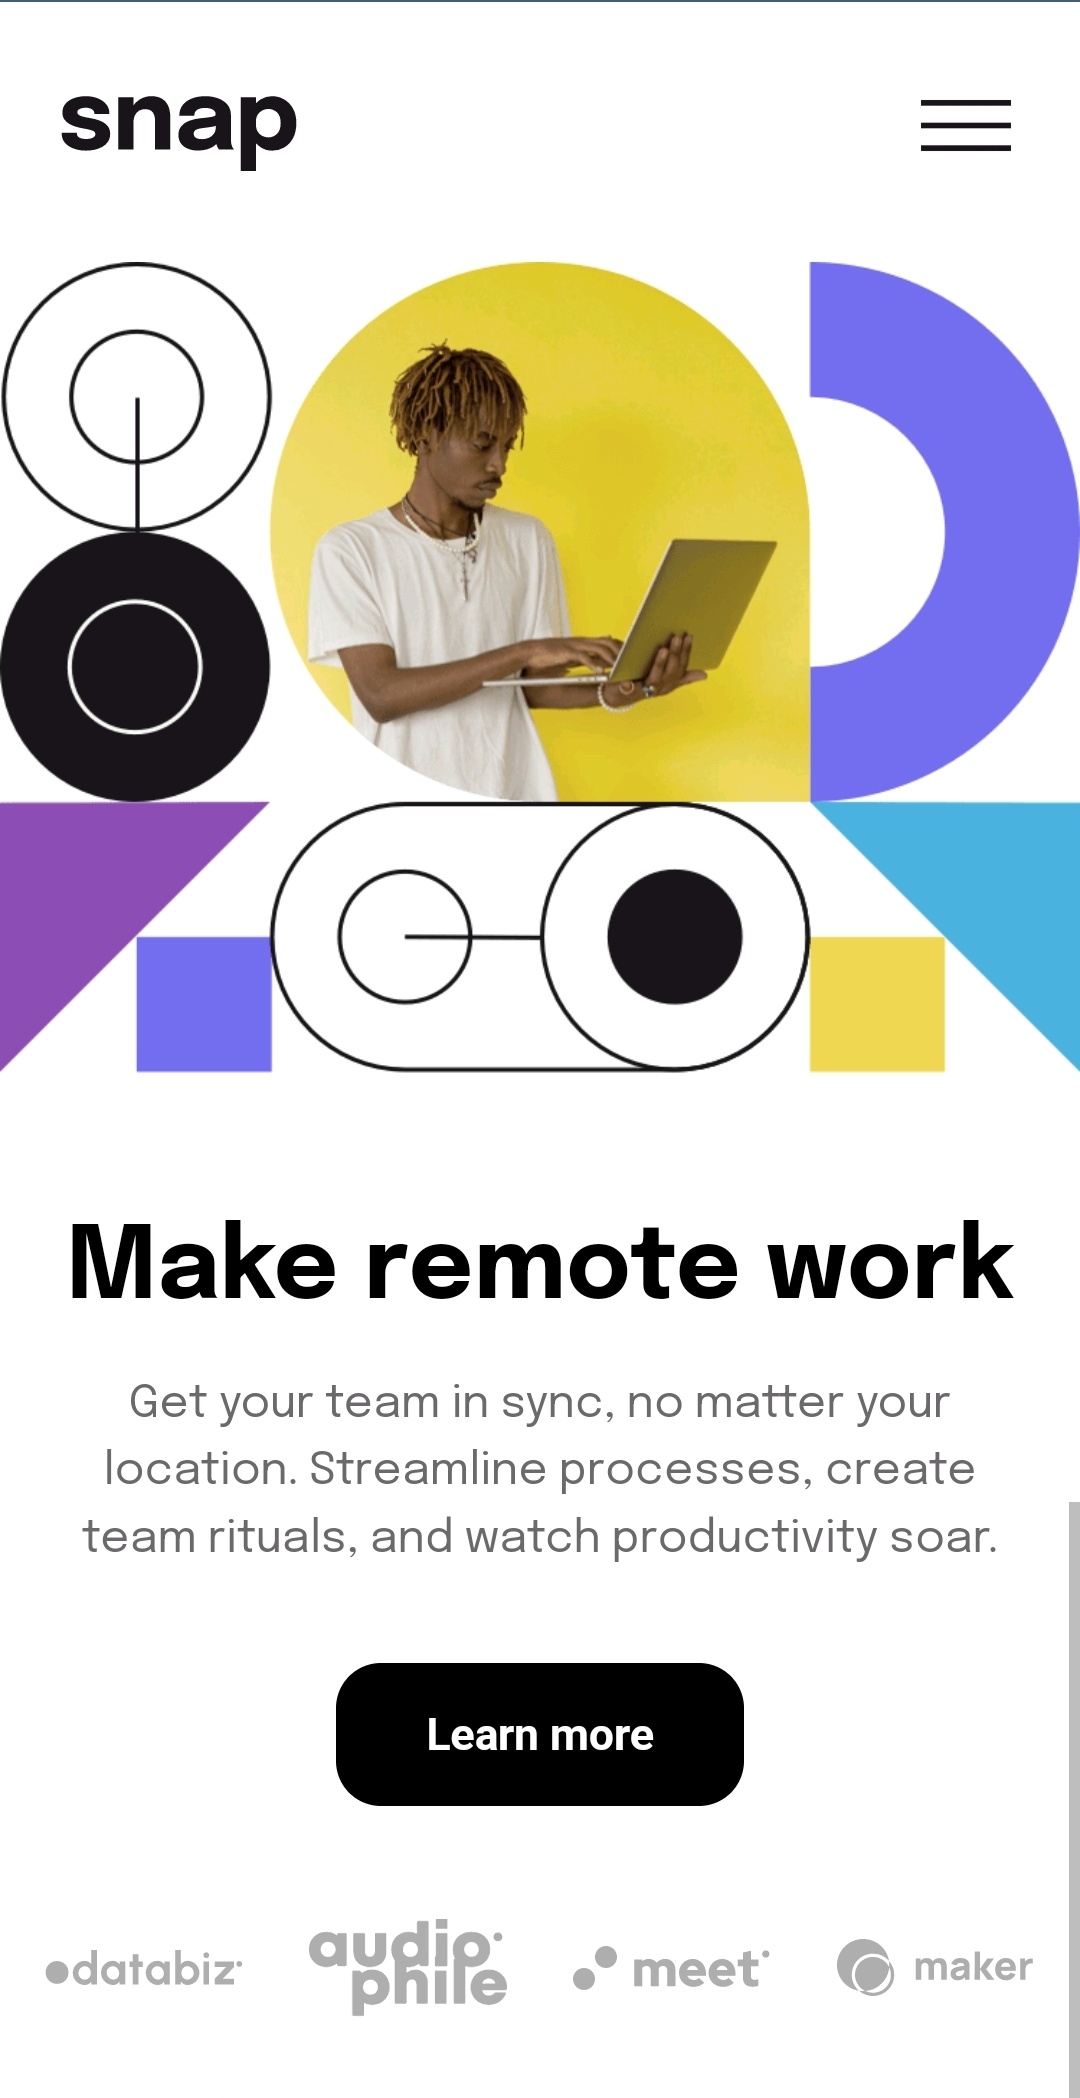 snap
Make remote work
Get your team in sync, no matter your
location. Streamline processes, create
team rituals, and watch productivity soar.
Learn more
databiz
audio
phile
meet
maker